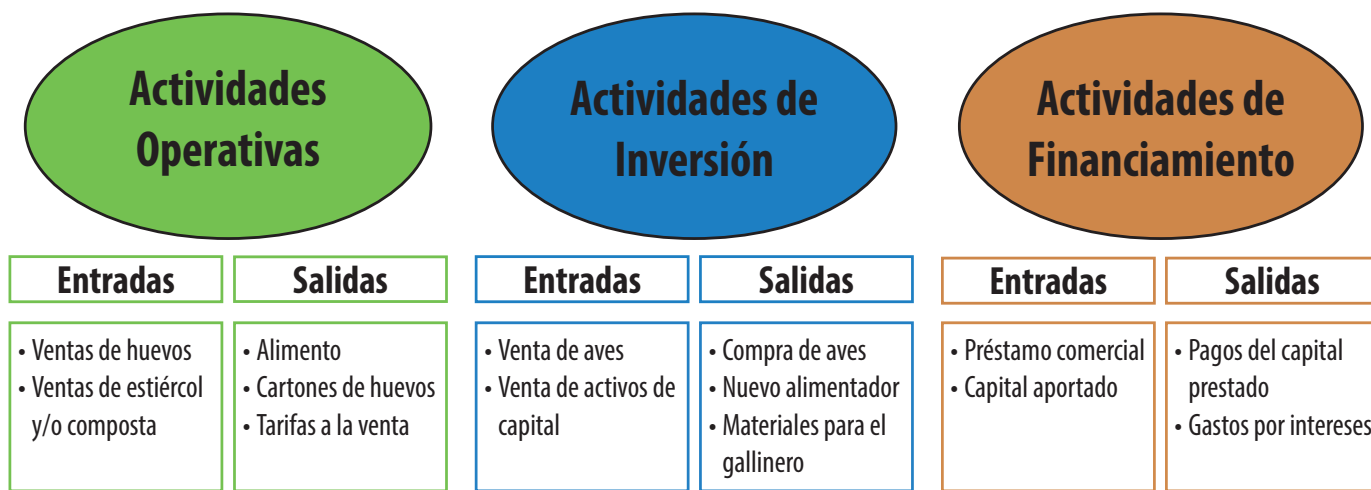 Actividades
Operativas
Entradas
Salidas
• Ventas de huevos
• Ventas de estiércol
y/o composta
• Alimento
• Cartones de huevos
• Tarifas a la venta
Actividades de
Inversión
Entradas
Salidas
• Venta de aves
• Venta de activos de
capital
• Compra de aves
• Nuevo alimentador
• Materiales para el
gallinero
Actividades de
Financiamiento
Entradas
Salidas
• Préstamo comercial
• Capital aportado
• Pagos del capital
prestado
• Gastos por intereses